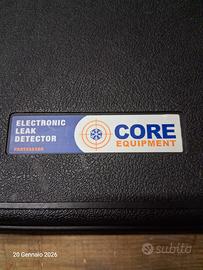 ELECTRONIC
LEAK
DETECTOR
CORE
EQUIPMENT
20 Gennaio 2026
subito